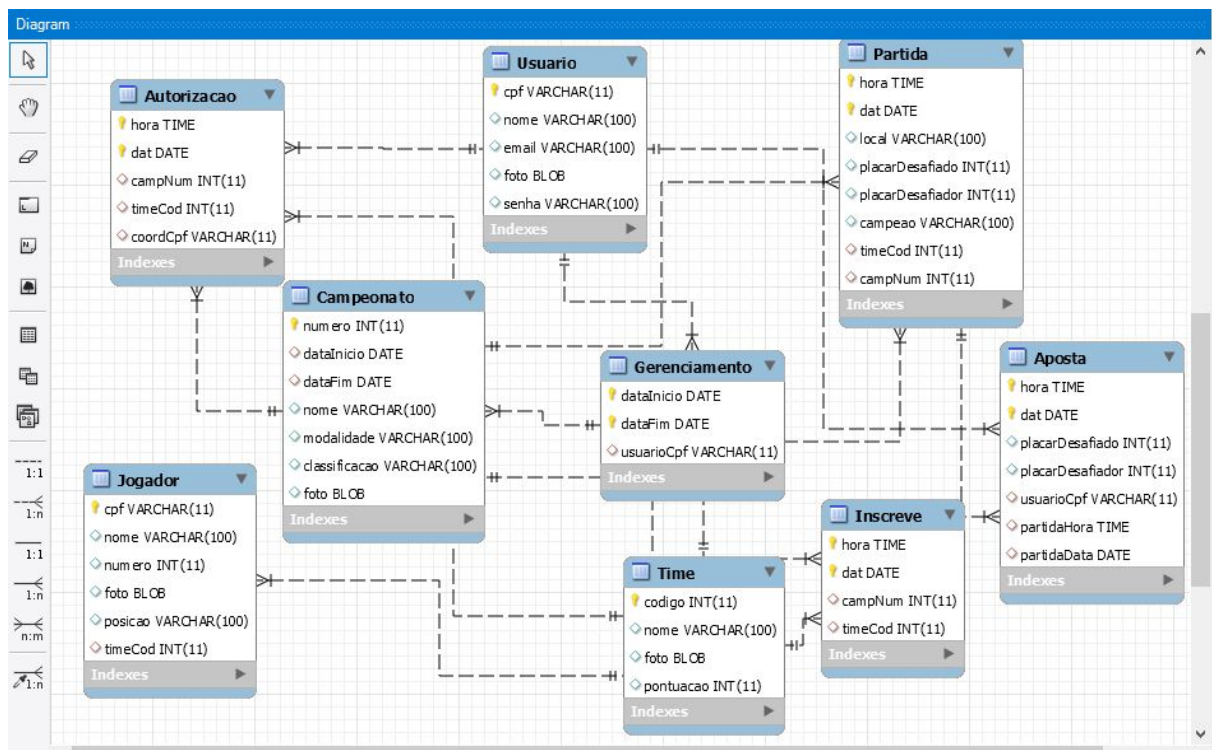 Diagram
Autorizacao
hora TIME
dat DATE
campNum INT(11)
timeCod INT(11)
coordCpf VARCHAR(11)
Indexes
Usuario
cpf VARCHAR(11)
nome VARCHAR(100)
email VARCHAR(100)
foto BLOB
senha VARCHAR(100)
Indexes
Partida
hora TIME
dat DATE
local VARCHAR(100)
placarDesafiado INT(11)
placarDesafiador INT(11)
campeao VARCHAR(100)
timeCod INT(11)
campNum INT(11)
Indexes
Campeonato
numero INT(11)
dataInicio DATE
dataFim DATE
nome VARCHAR(100)
modalidade VARCHAR(100)
classificacao VARCHAR(100)
foto BLOB
Indexes
Gerenciamento
dataInicio DATE
dataFim DATE
usuarioCpf VARCHAR(11)
Indexes
Aposta
hora TIME
dat DATE
placarDesafiado INT(11)
placarDesafiador INT(11)
usuarioCpf VARCHAR(11)
partidaHora TIME
partidaData DATE
Indexes
Jogador
cpf VARCHAR(11)
nome VARCHAR(100)
numero INT(11)
foto BLOB
posicao VARCHAR(100)
timeCod INT(11)
Indexes
Time
codigo INT(11)
nome VARCHAR(100)
foto BLOB
pontuacao INT(11)
Indexes
Inscreve
hora TIME
dat DATE
campNum INT(11)
timeCod INT(11)
Indexes
1:1
1:n
1:1
1:n
n:m
1:n